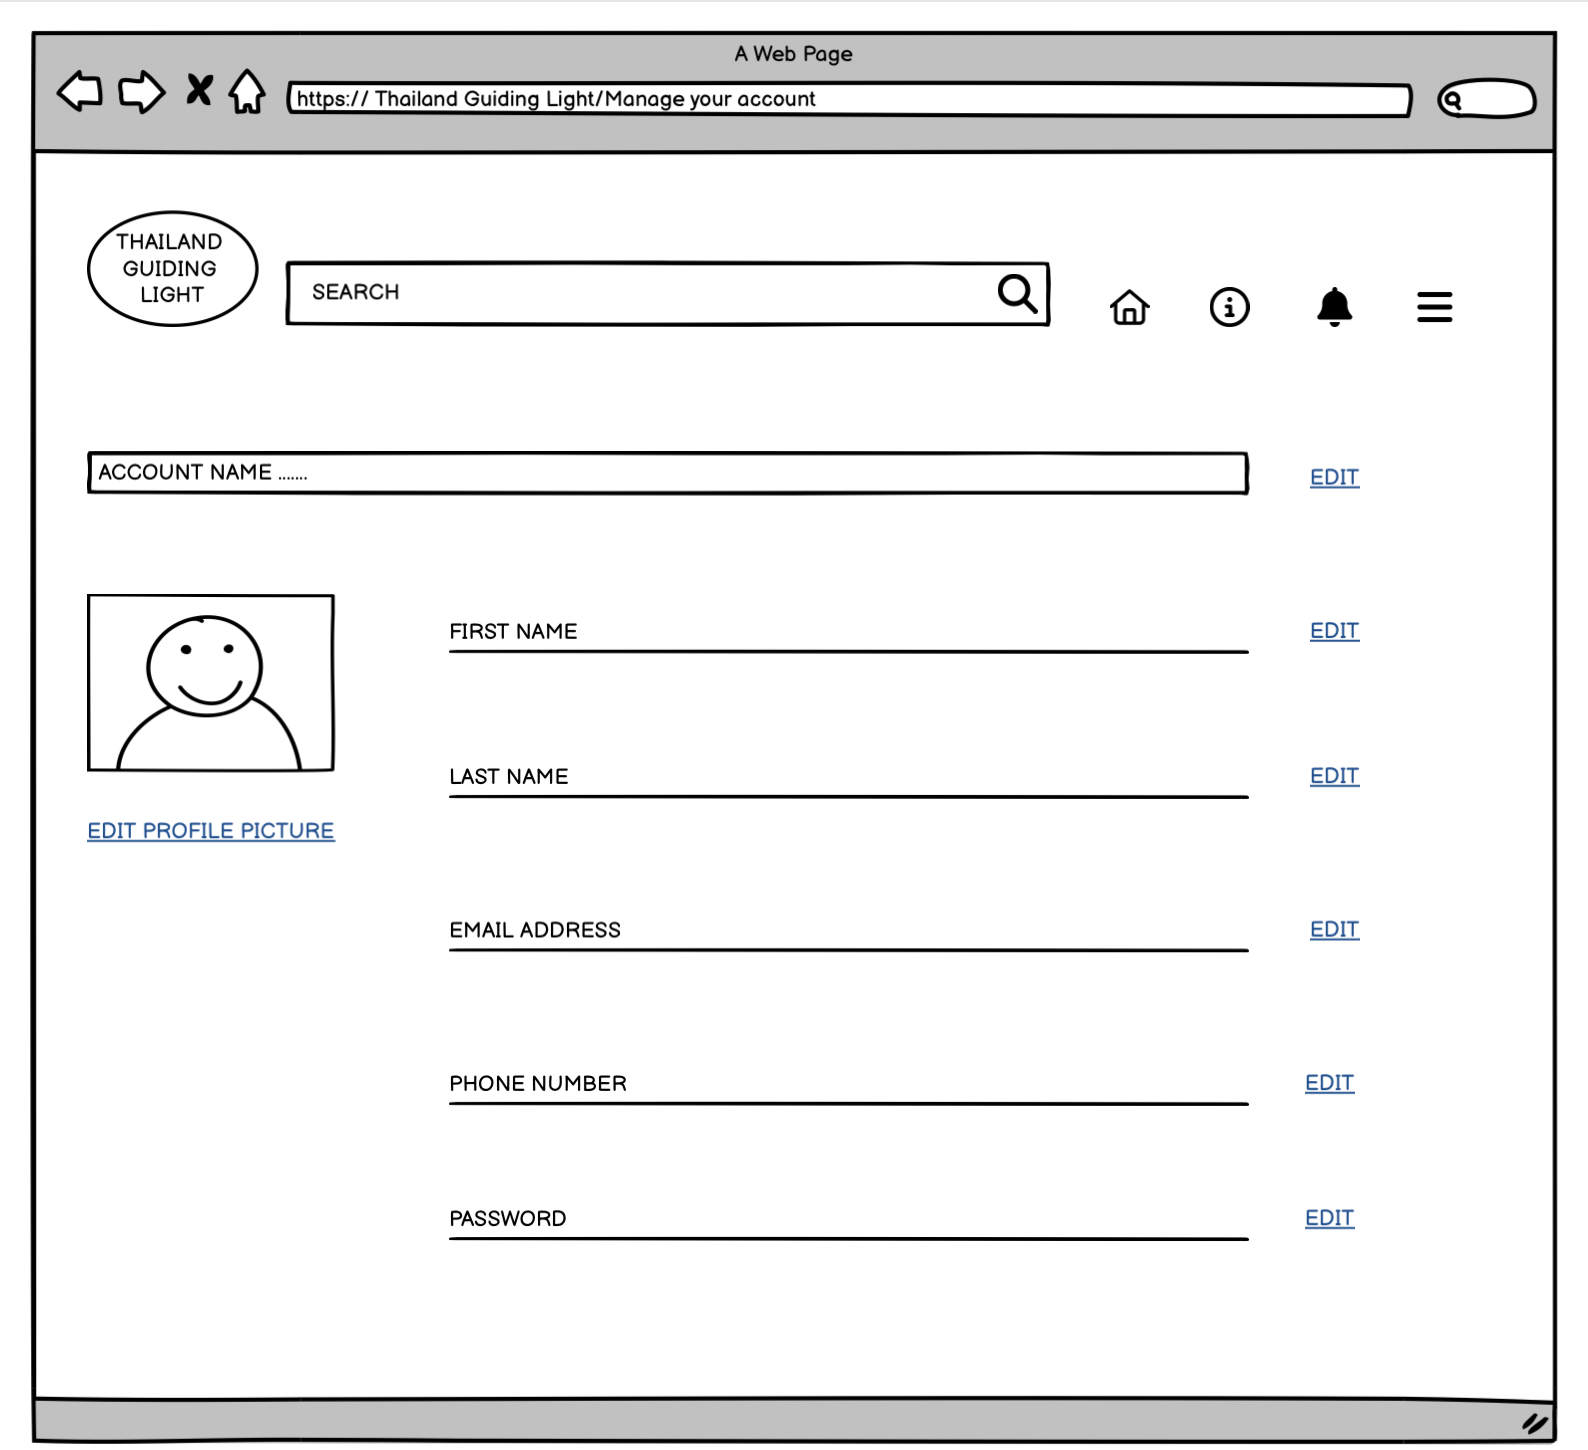 A Web Page
https:// Thailand Guiding Light/Manage your account
THAILAND
GUIDING
LIGHT
SEARCH
ACCOUNT NAME .......
EDIT
FIRST NAME
EDIT
LAST NAME
EDIT
EDIT PROFILE PICTURE
EMAIL ADDRESS
EDIT
PHONE NUMBER
EDIT
PASSWORD
EDIT